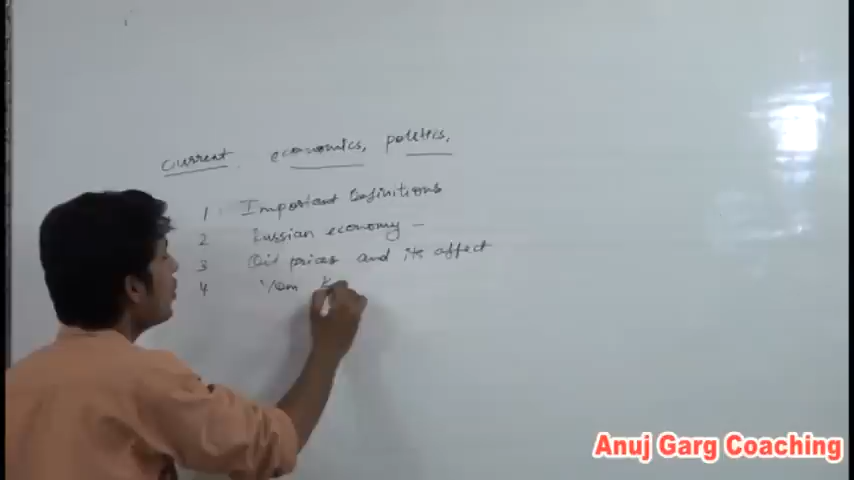 current economics, politics,
1 Important Definitions
2 Russian economy -
3 Oil prices and its affect
4 Yom K
Anuj Garg Coaching